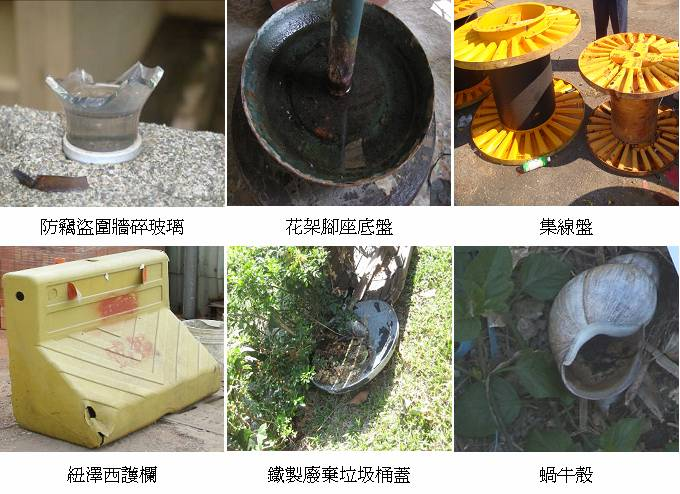 防竊盜圍牆碎玻璃
花架腳座底盤
集線盤
紐澤西護欄
鐵製廢棄垃圾桶蓋
蝸牛殼